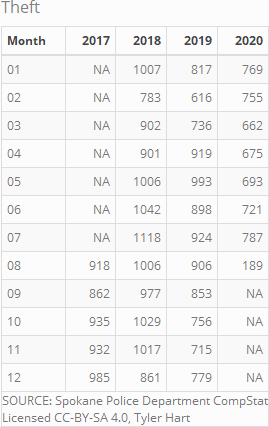 Theft
Month 2017 2018 2019 2020
01 NA 1007 817 769
02 NA 783 616 755
03 NA 902 736 662
04 NA 901 919 675
05 NA 1006 993 693
06 NA 1042 898 721
07 NA 1118 924 787
08 918 1006 906 189
09 862 977 853 NA
10 935 1029 756 NA
11 932 1017 715 NA
12 985 861 779 NA
SOURCE: Spokane Police Department CompStat
Licensed CC-BY-SA 4.0, Tyler Hart